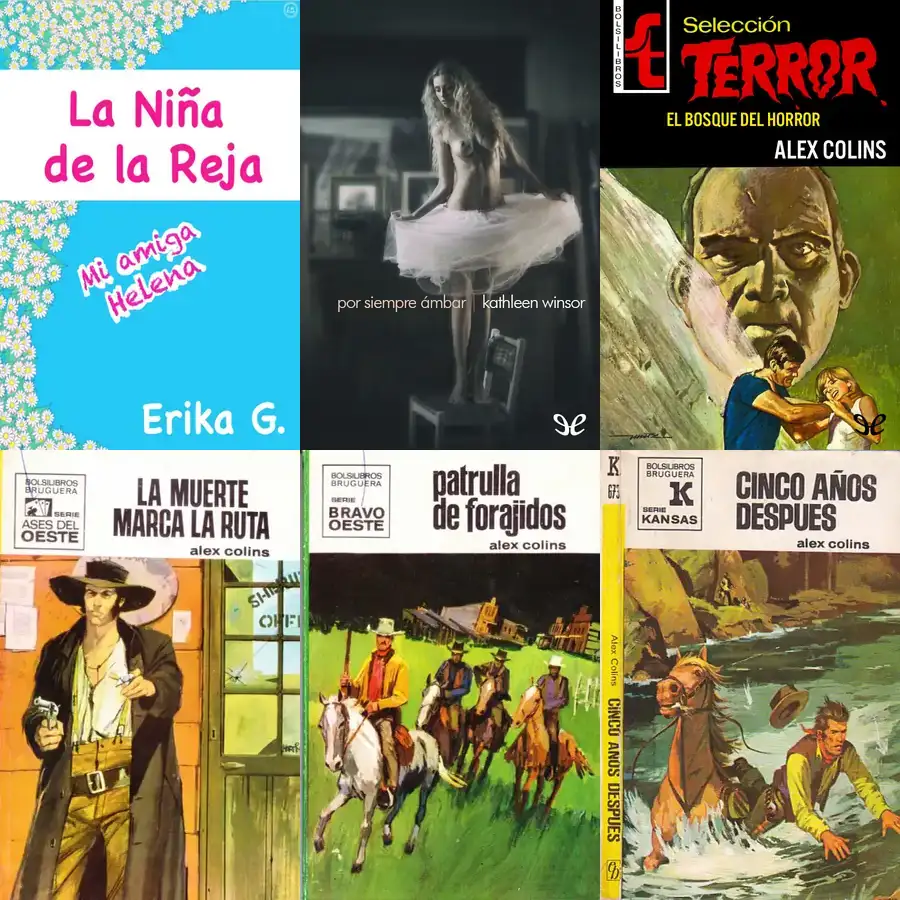 La Niña
de la Reja
Mi amiga
Helena
Erika G.
por siempre ámbar | kathleen winsor
BOLSILIBROS
Selección
TERROR
EL BOSQUE DEL HORROR
ALEX COLINS
BOLSILIBROS
BRUGUERA
SERIE
ASES DEL
OESTE
LA MUERTE
MARCA LA RUTA
alex colins
OFFI
BOLSILIBROS
BRUGUERA
SERIE
BRAVO
OESTE
patrulla
de forajidos
alex colins
K
673
BOLSILIBROS
BRUGUERA
K
SERIE
KANSAS
CINCO AÑOS
DESPUES
alex colins
Alex Colins
CINCO AÑOS DESPUES